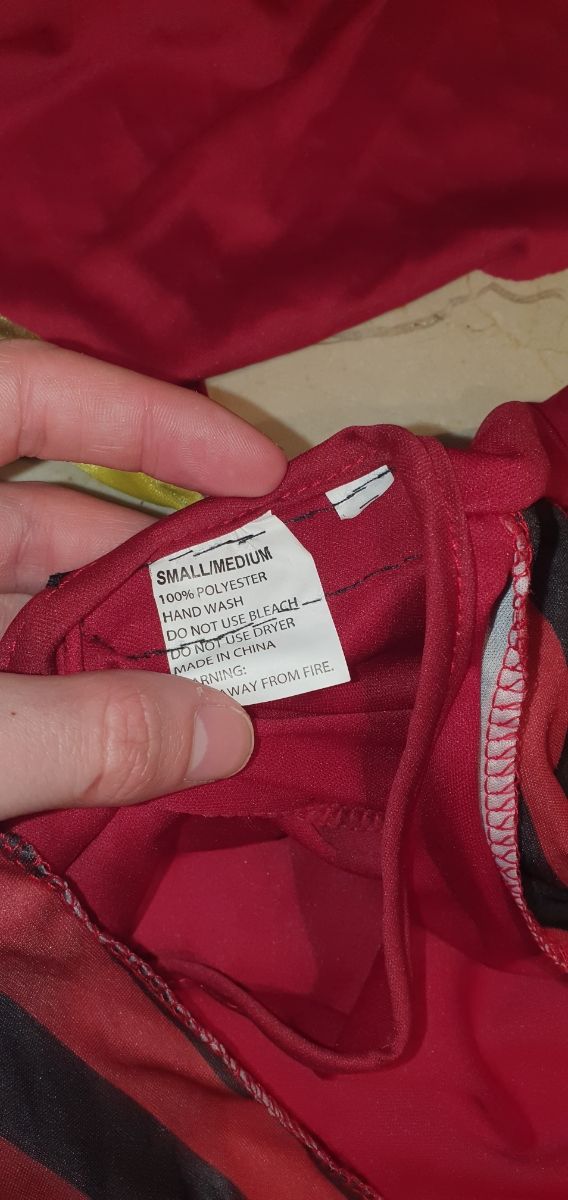 SMALL/MEDIUM
100% POLYESTER
HAND WASH
DO NOT USE BLEACH
DO NOT USE DRYER
MADE IN CHINA
ARNING:
AWAY FROM FIRE.